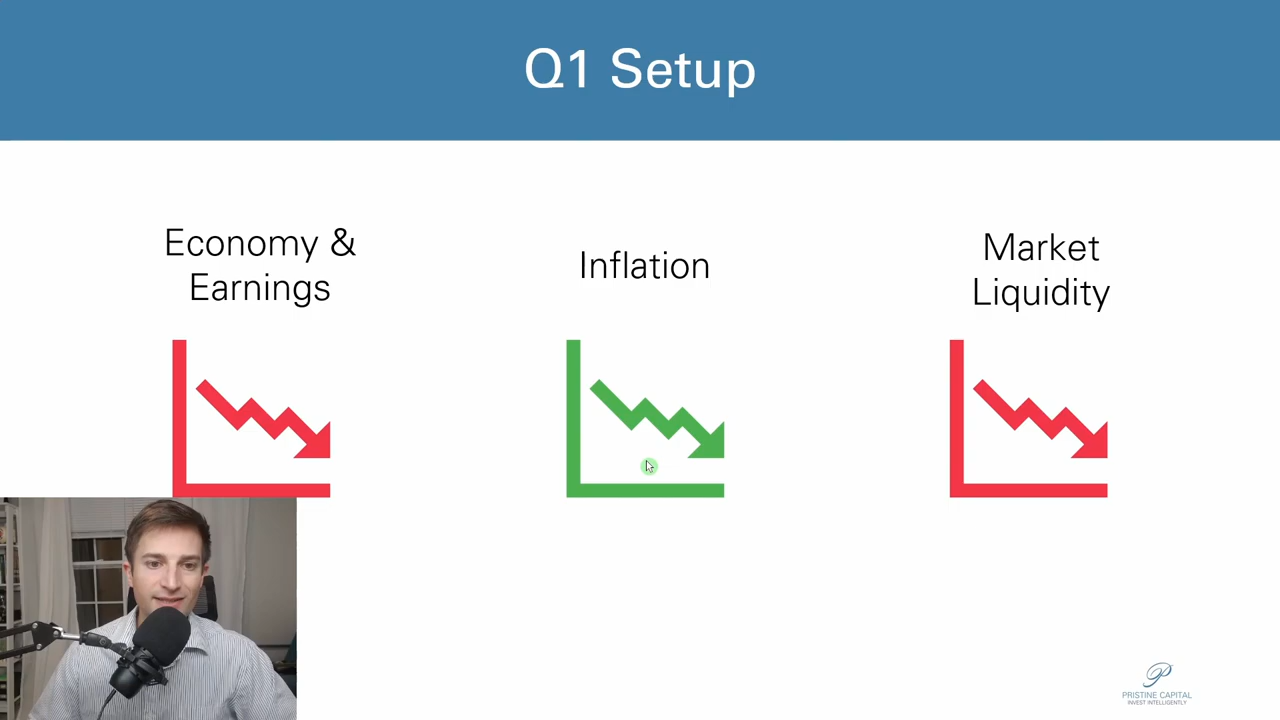 Q1 Setup
Economy &
Earnings
Inflation
Market
Liquidity
PRISTINE CAPITAL
INVEST INTELLIGENTLY